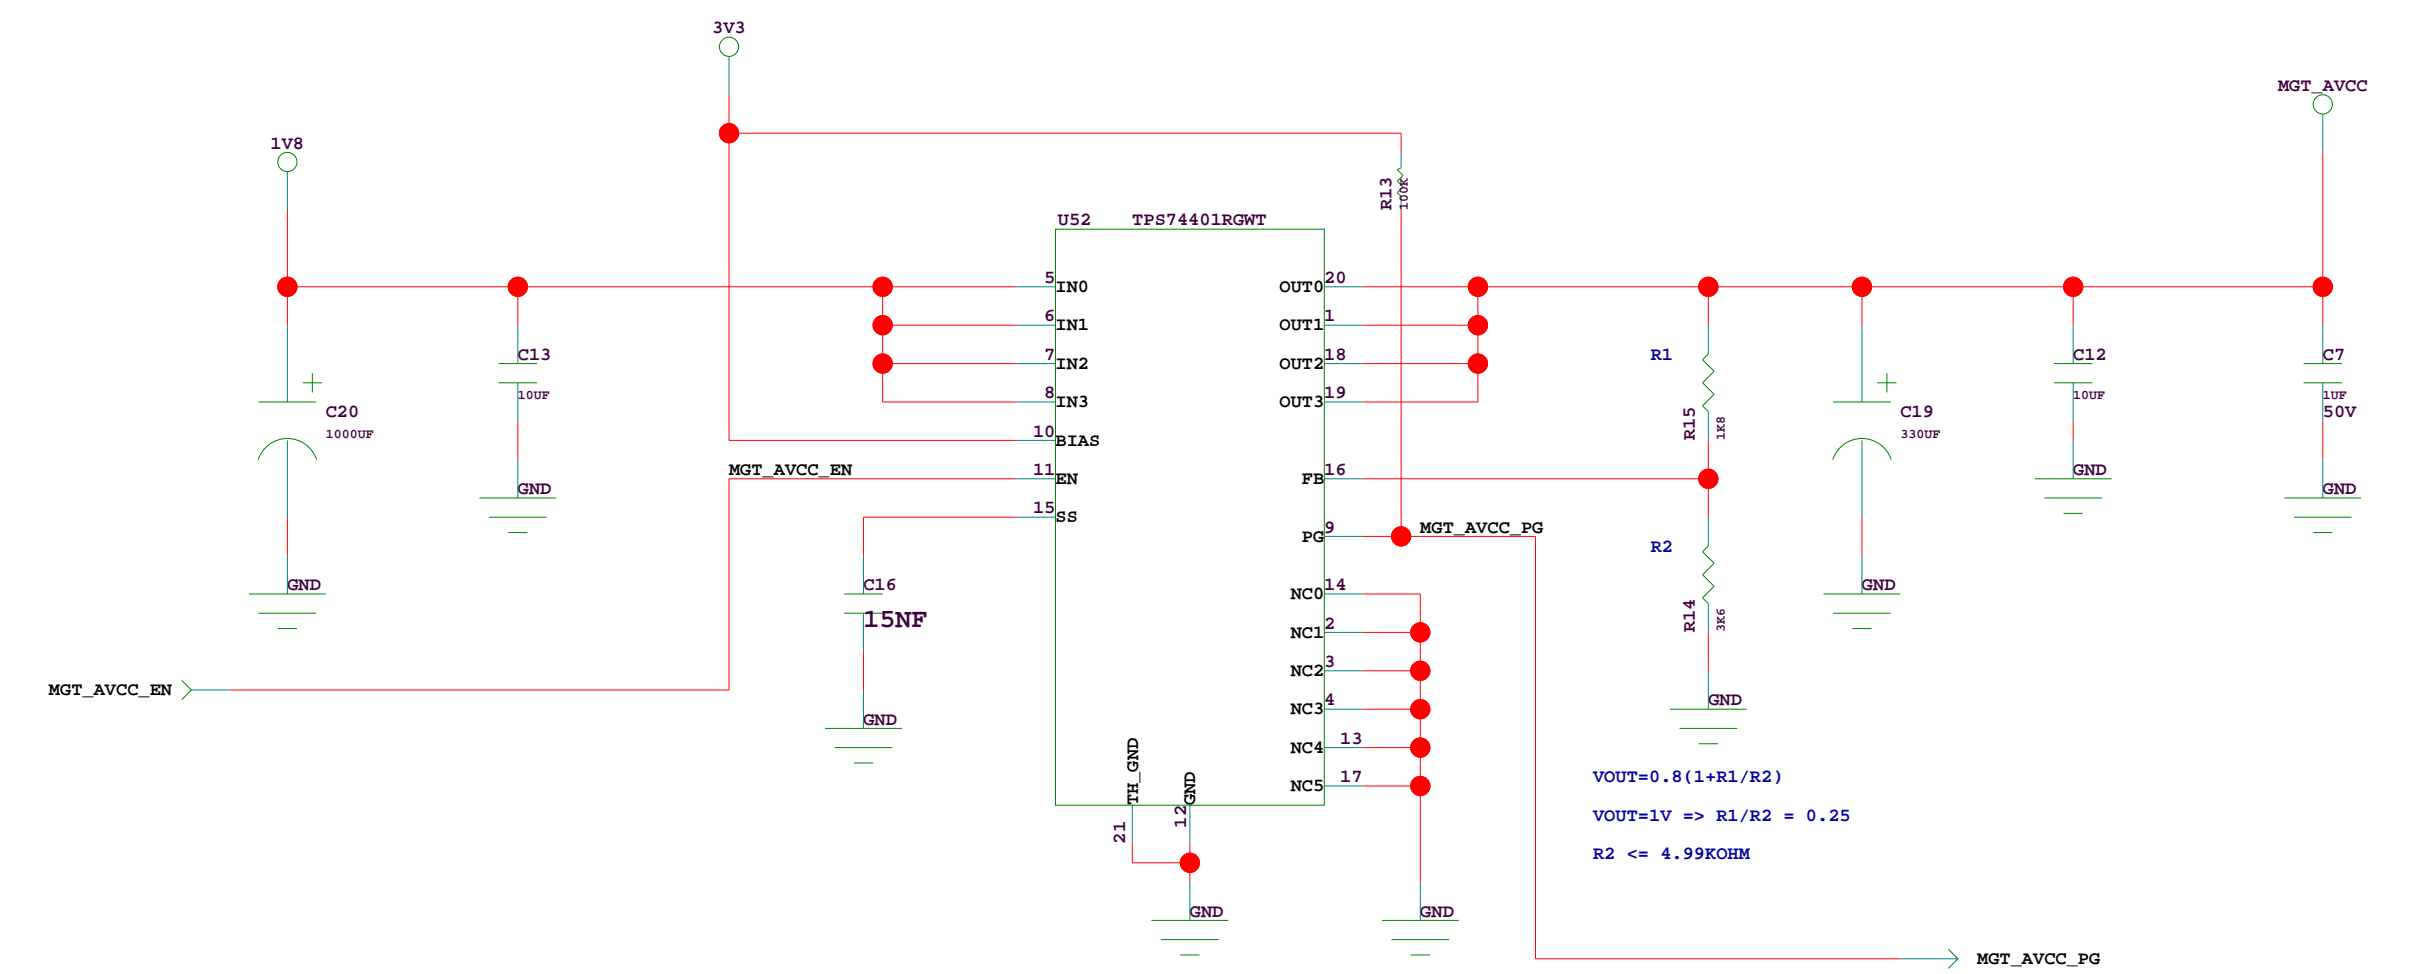 3V3
MGT_AVCC
1V8
R13
100K
U52 TPS74401RGWT
5 IN0
6 IN1
7 IN2
8 IN3
10 BIAS
11 EN
15 SS
OUT0 20
OUT1 1
OUT2 18
OUT3 19
FB 16
PG 9
NC0 14
NC1 2
NC2 3
NC3 4
NC4 13
NC5 17
TH_GND
21
GND
12
GND
GND
C20
1000UF
+
GND
C13
10UF
GND
MGT_AVCC_EN
C16
15NF
GND
MGT_AVCC_EN
MGT_AVCC_PG
R1
R15
1K8
R2
R14
3K6
GND
+
C19
330UF
GND
C12
10UF
GND
C7
1UF
50V
GND
VOUT=0.8(1+R1/R2)
VOUT=1V => R1/R2 = 0.25
R2 <= 4.99KOHM
MGT_AVCC_PG